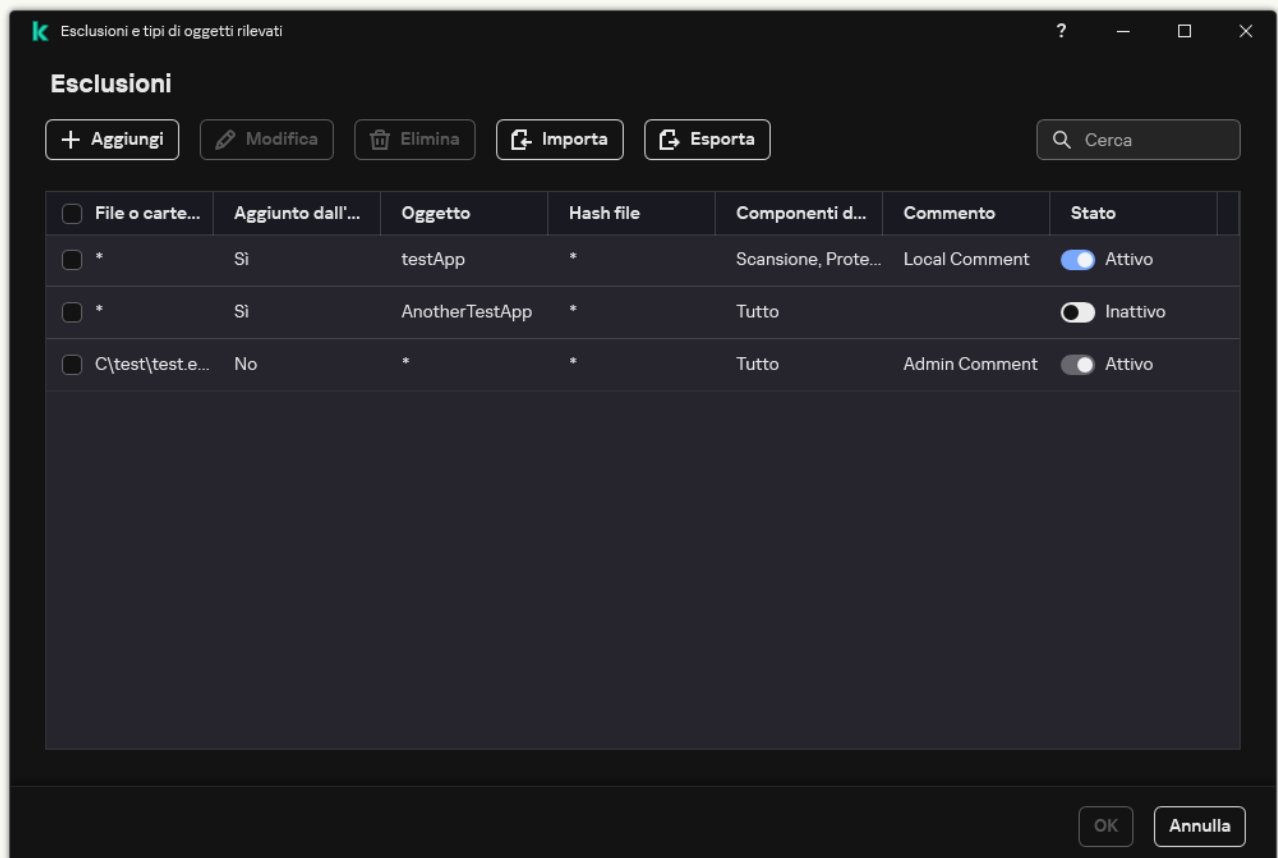 Esclusioni e tipi di oggetti rilevati ?
Esclusioni
+ Aggiungi Modifica Elimina Importa Esporta Cerca
File o carte... Aggiunto dall'... Oggetto Hash file Componenti d... Commento Stato
* Sì testApp * Scansione, Prote... Local Comment Attivo
* Sì AnotherTestApp * Tutto Inattivo
C\test\test.e... No * * Tutto Admin Comment Attivo
OK Annulla